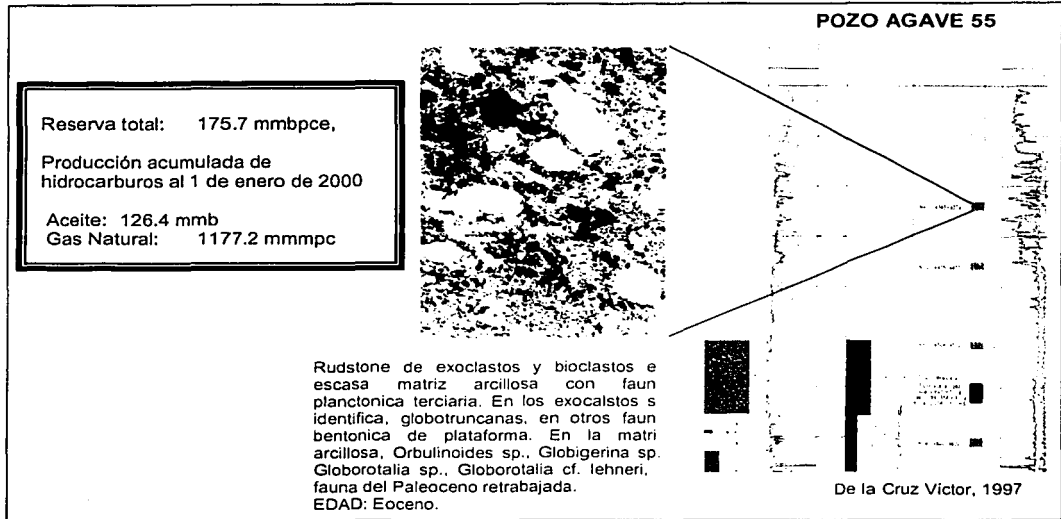 POZO AGAVE 55
Reserva total: 175.7 mmbpce,
Producción acumulada de
hidrocarburos al 1 de enero de 2000
Aceite: 126.4 mmb
Gas Natural: 1177.2 mmmpc
Rudstone de exoclastos y bioclastos e
escasa matriz arcillosa con faun
planctonica terciaria. En los exocalstos s
identifica, globotruncanas, en otros faun
bentonica de plataforma. En la matri
arcillosa, Orbulinoides sp., Globigerina sp.
Globorotalia sp., Globorotalia cf. lehneri,
fauna del Paleoceno retrabajada.
EDAD: Eoceno.
De la Cruz Victor, 1997